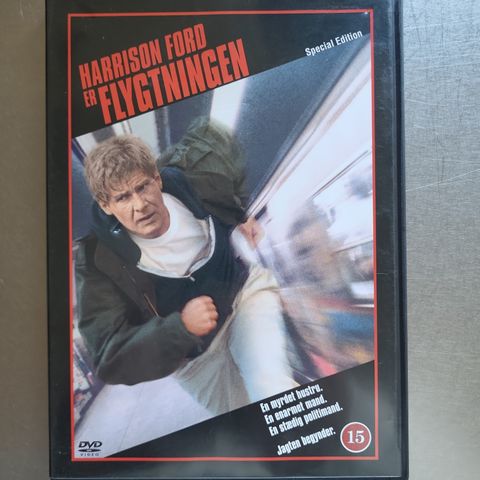 HARRISON FORD
ER FLYGTNINGEN
Special Edition
En myrdet hustru.
En enarmet mand.
En stædig politimand.
Jagten begynder.
15
DVD
VIDEO